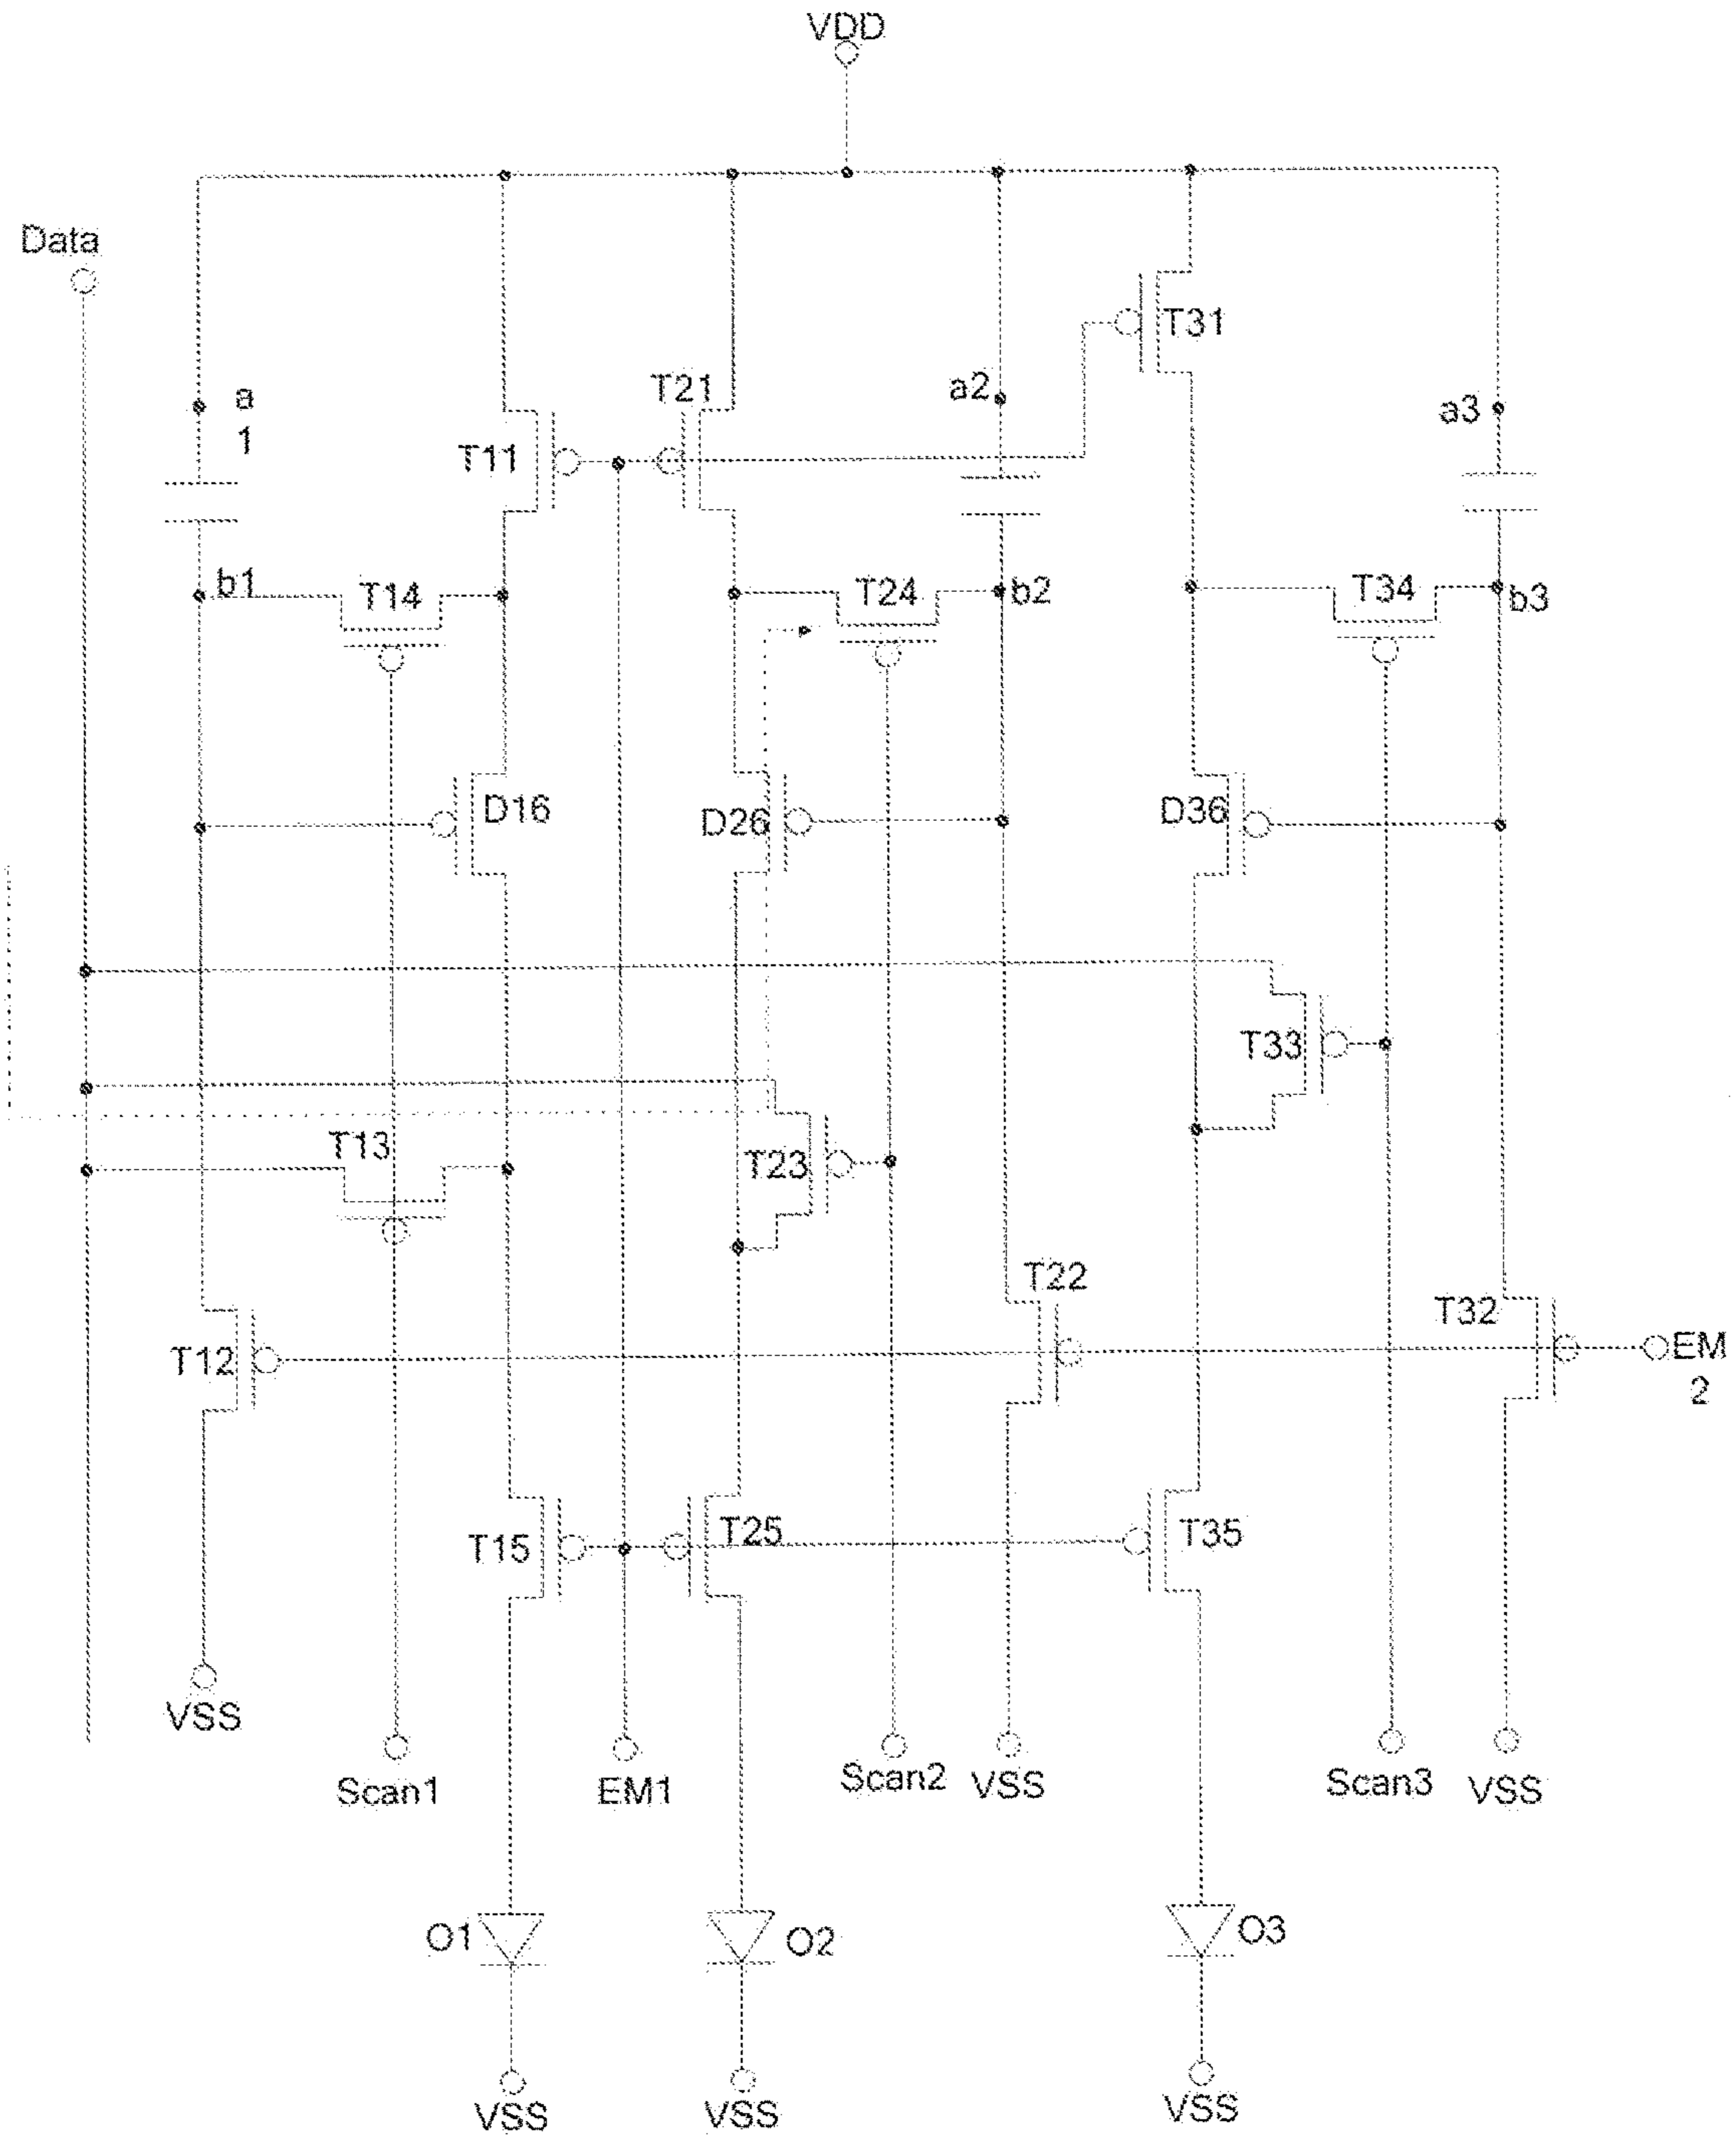 VDD
Data
T31
T21
a2
a
1
a3
T11
b1
T14
T24
b2
T34
b3
D16
D26
D36
T33
T13
T23
T22
T32
T12
EM
2
T15
T25
T35
VSS
Scan1
EM1
Scan2
VSS
Scan3
VSS
O1
O2
O3
VSS
VSS
VSS